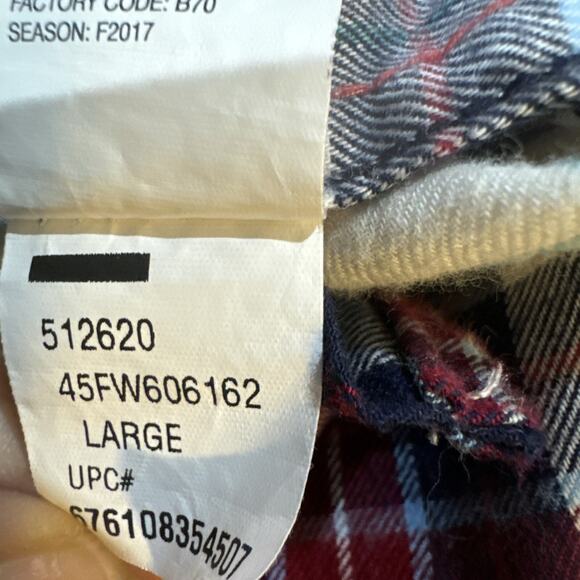 FACTORY CODE: B70
SEASON: F2017
512620
45FW606162
LARGE
UPC#
676108354507